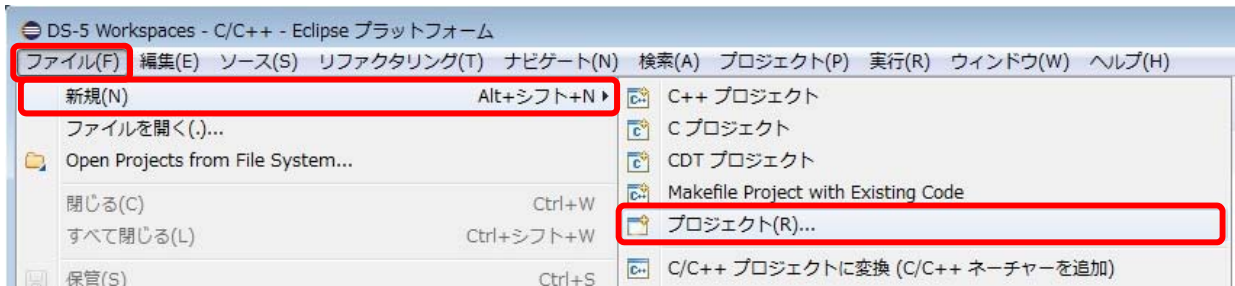 DS-5 Workspaces - C/C++ - Eclipse プラットフォーム
ファイル(F) 編集(E) ソース(S) リファクタリング(T) ナビゲート(N) 検索(A) プロジェクト(P) 実行(R) ウィンドウ(W) ヘルプ(H)
新規(N) Alt+シフト+N
ファイルを開く(.)...
Open Projects from File System...
閉じる(C) Ctrl+W
すべて閉じる(L) Ctrl+シフト+W
保管(S) Ctrl+S
C++ プロジェクト
C プロジェクト
CDT プロジェクト
Makefile Project with Existing Code
プロジェクト(R)...
C/C++ プロジェクトに変換 (C/C++ ネーチャーを追加)